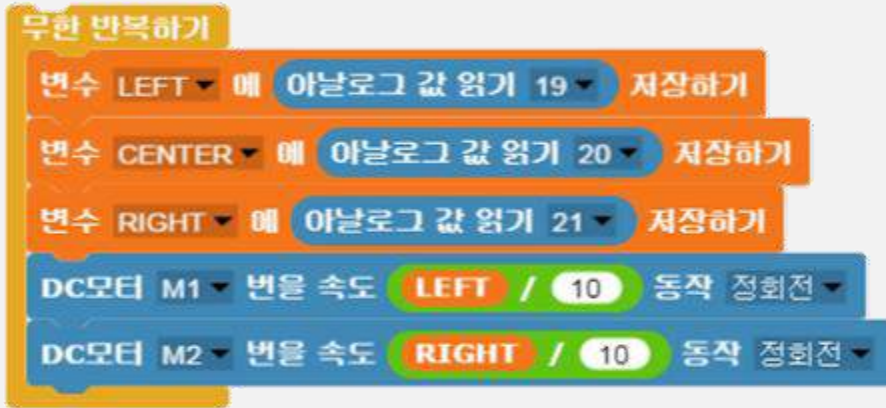 무한 반복하기
변수 LEFT 에 아날로그 값 읽기 19 저장하기
변수 CENTER 에 아날로그 값 읽기 20 저장하기
변수 RIGHT 에 아날로그 값 읽기 21 저장하기
DC모터 M1 번을 속도 LEFT / 10 동작 정회전
DC모터 M2 번을 속도 RIGHT / 10 동작 정회전